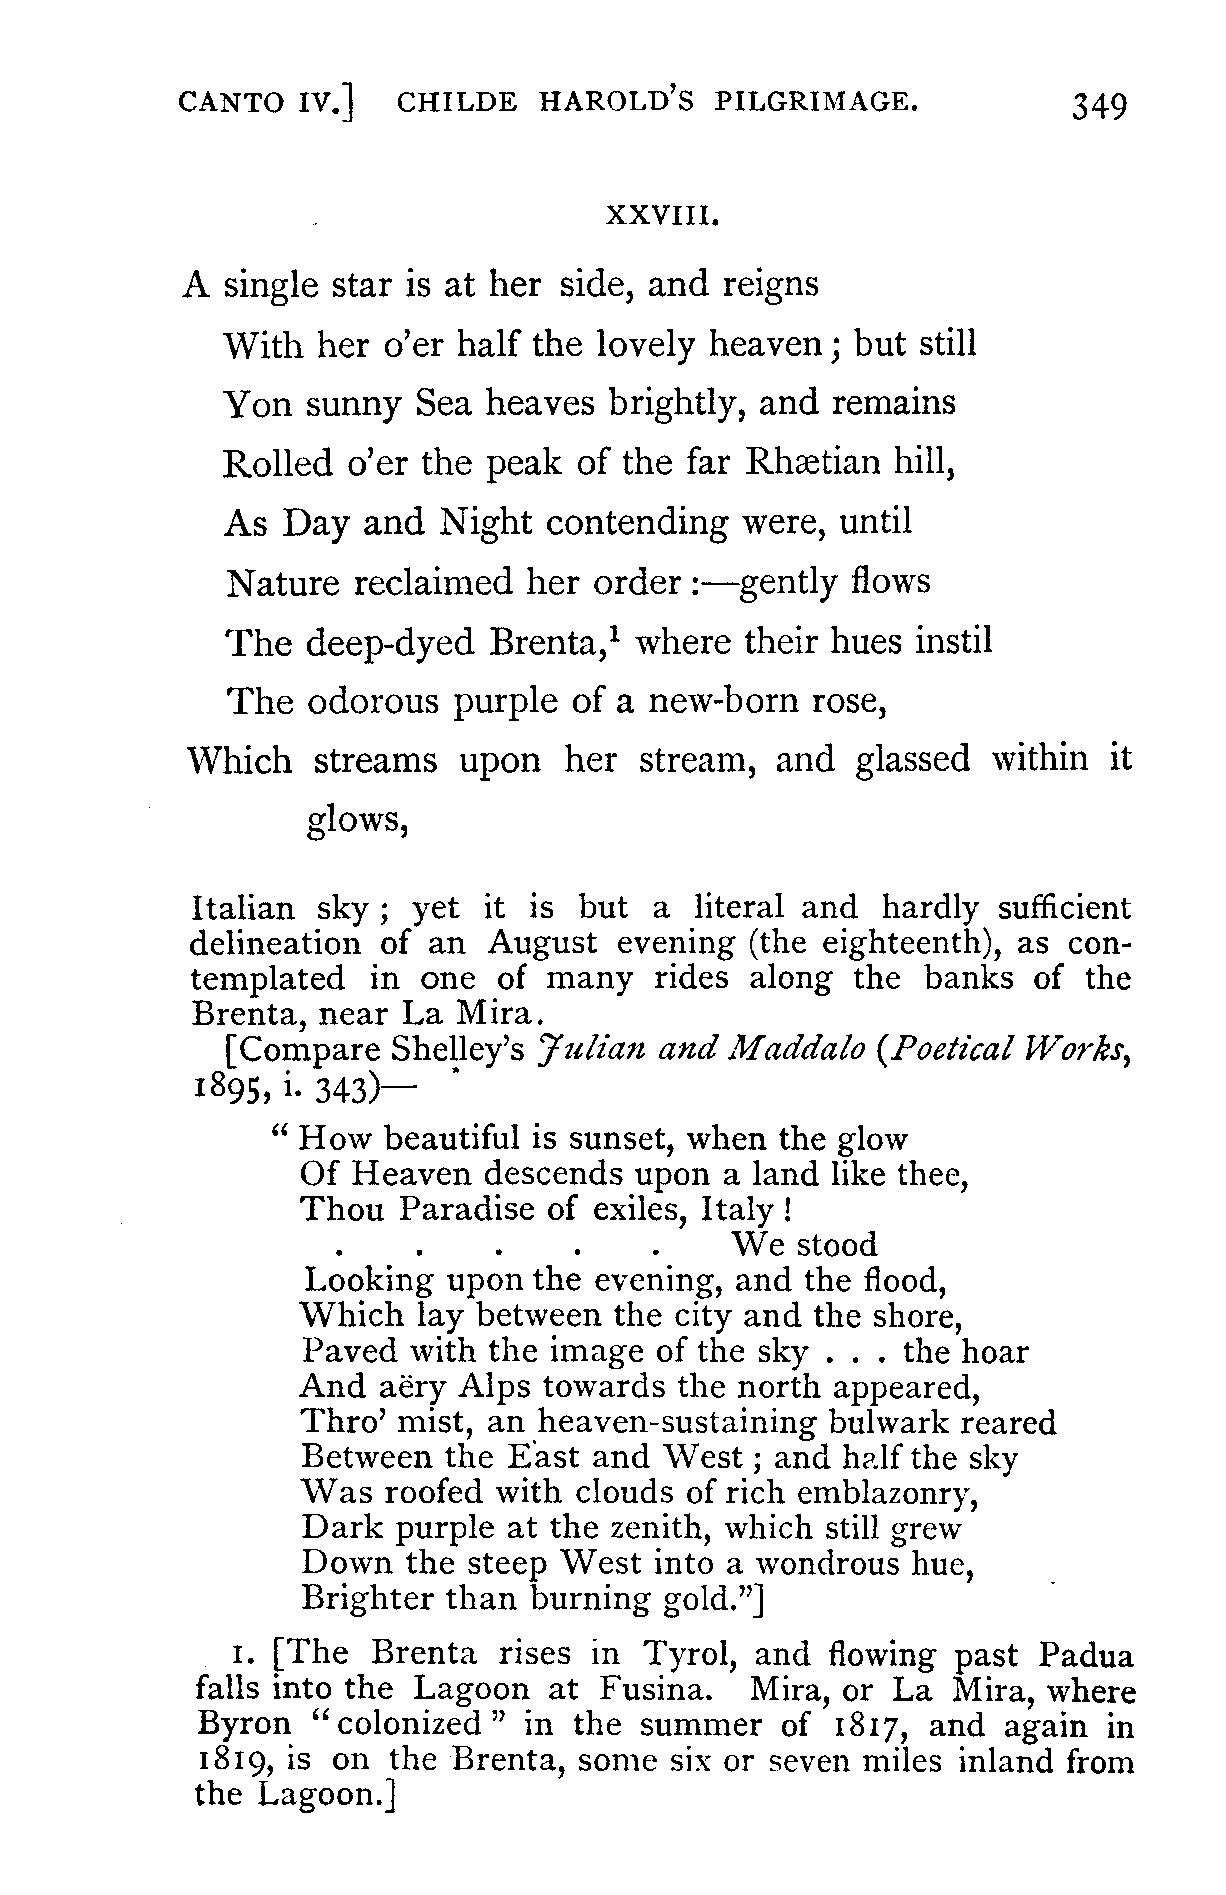 CANTO IV.] CHILDE HAROLD'S PILGRIMAGE. 349
XXVIII.
A single star is at her side, and reigns
With her o'er half the lovely heaven; but still
Yon sunny Sea heaves brightly, and remains
Rolled o'er the peak of the far Rhætian hill,
As Day and Night contending were, until
Nature reclaimed her order:—gently flows
The deep-dyed Brenta,¹ where their hues instil
The odorous purple of a new-born rose,
Which streams upon her stream, and glassed within it
glows,
Italian sky; yet it is but a literal and hardly sufficient
delineation of an August evening (the eighteenth), as con-
templated in one of many rides along the banks of the
Brenta, near La Mira.
[Compare Shelley's Julian and Maddalo (Poetical Works,
1895, i. 343)—
"How beautiful is sunset, when the glow
Of Heaven descends upon a land like thee,
Thou Paradise of exiles, Italy!
. . . . . We stood
Looking upon the evening, and the flood,
Which lay between the city and the shore,
Paved with the image of the sky . . . the hoar
And aëry Alps towards the north appeared,
Thro' mist, an heaven-sustaining bulwark reared
Between the East and West; and half the sky
Was roofed with clouds of rich emblazonry,
Dark purple at the zenith, which still grew
Down the steep West into a wondrous hue,
Brighter than burning gold."]
1. [The Brenta rises in Tyrol, and flowing past Padua
falls into the Lagoon at Fusina. Mira, or La Mira, where
Byron "colonized" in the summer of 1817, and again in
1819, is on the Brenta, some six or seven miles inland from
the Lagoon.]